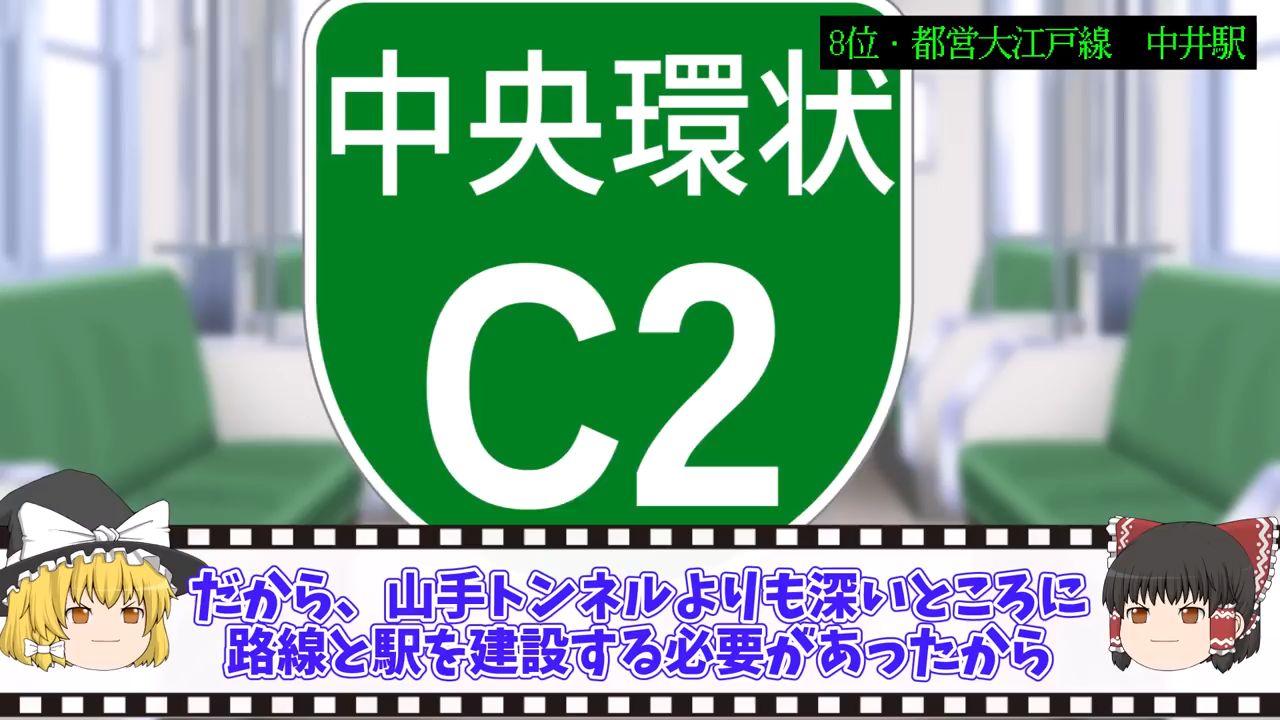 8位・都営大江戸線　中井駅
中央環状
C2
だから、山手トンネルよりも深いところに
路線と駅を建設する必要があったから